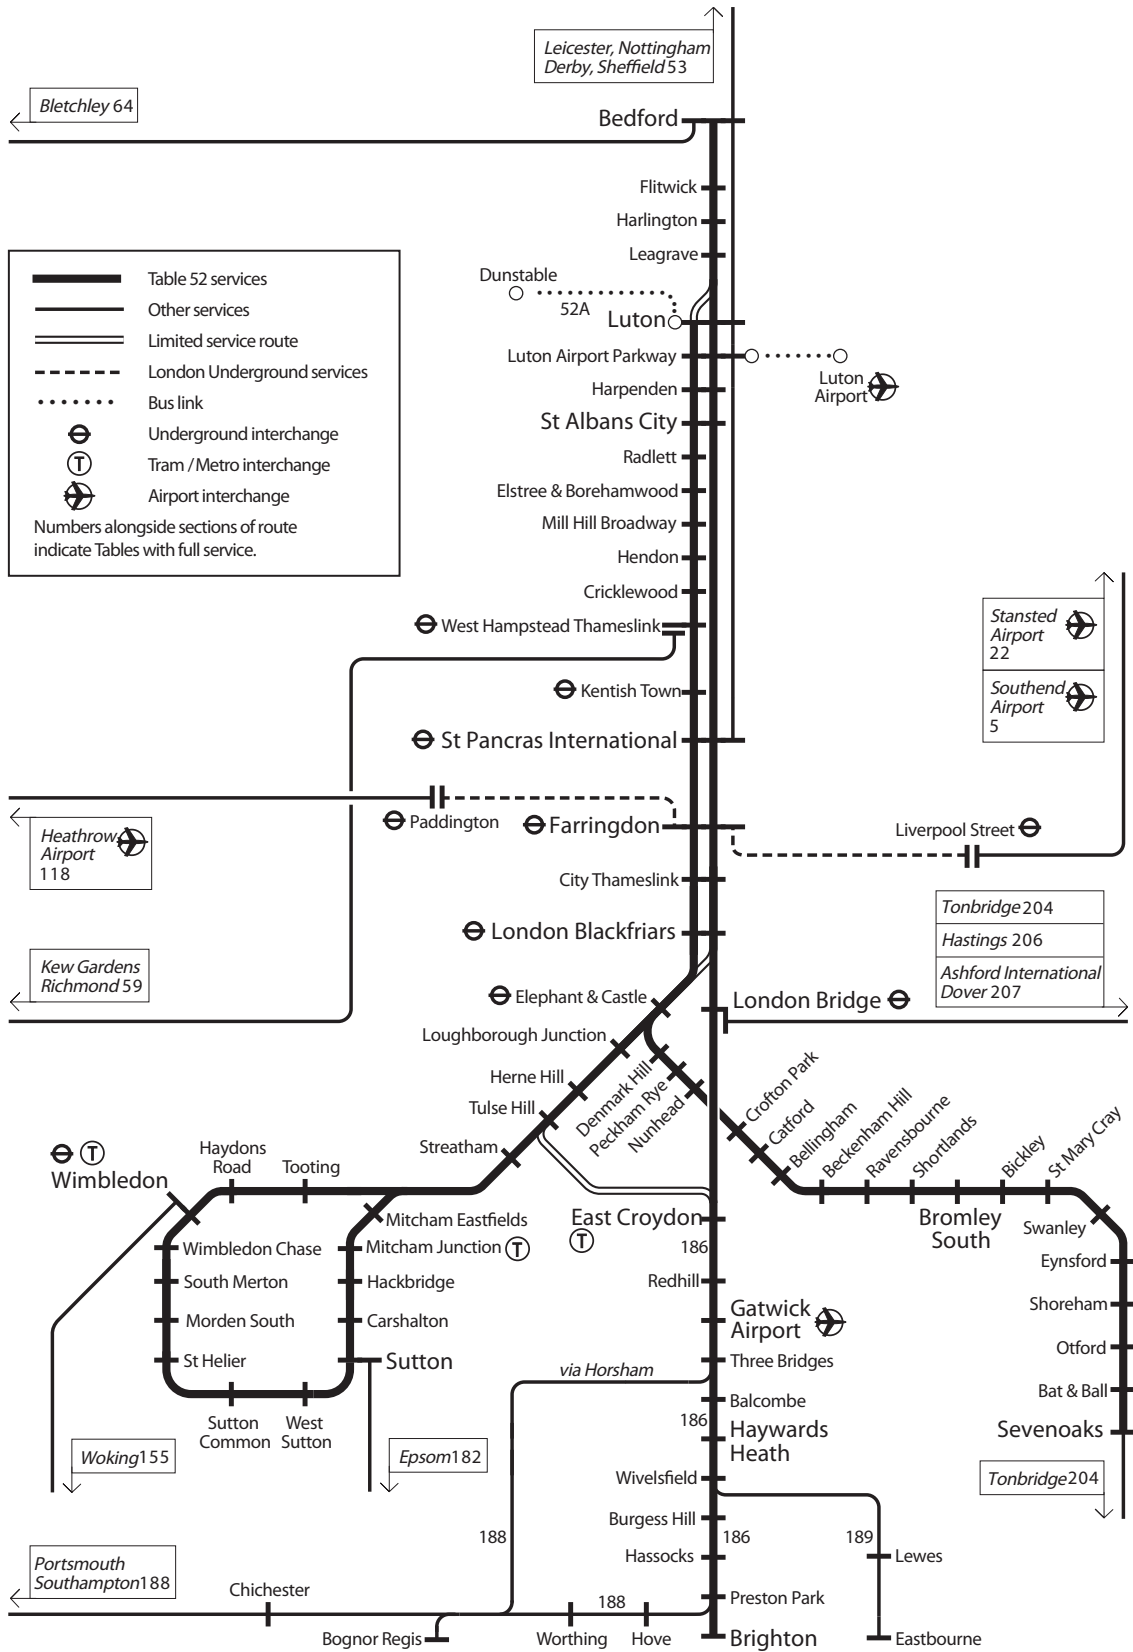 Leicester, Nottingham
Derby, Sheffield 53
Bletchley 64
Bedford
Flitwick
Harlington
Leagrave
Dunstable
52A
Luton
Luton Airport Parkway
Luton
Airport
Harpenden
St Albans City
Radlett
Elstree & Borehamwood
Mill Hill Broadway
Hendon
Cricklewood
West Hampstead Thameslink
Kentish Town
St Pancras International
Table 52 services
Other services
Limited service route
London Underground services
Bus link
Underground interchange
T
Tram / Metro interchange
Airport interchange
Numbers alongside sections of route
indicate Tables with full service.
Stansted
Airport
22
Southend
Airport
5
Paddington
Farringdon
Liverpool Street
Heathrow
Airport
118
City Thameslink
London Blackfriars
Tonbridge 204
Hastings 206
Ashford International
Dover 207
Kew Gardens
Richmond 59
Elephant & Castle
London Bridge
Loughborough Junction
Herne Hill
Tulse Hill
Streatham
Denmark Hill
Peckham Rye
Nunhead
Crofton Park
Catford
Bellingham
Beckenham Hill
Ravensbourne
Shortlands
Bromley
South
Bickley
St Mary Cray
Swanley
Eynsford
Shoreham
Otford
Bat & Ball
Sevenoaks
Tonbridge 204
T
Wimbledon
Haydons
Road
Tooting
Mitcham Eastfields
Wimbledon Chase
Mitcham Junction
T
South Merton
Hackbridge
Morden South
Carshalton
St Helier
Sutton
Sutton
Common
West
Sutton
Woking 155
Epsom 182
East Croydon
T
186
Redhill
Gatwick
Airport
Three Bridges
via Horsham
Balcombe
186
Haywards
Heath
Wivelsfield
Burgess Hill
186
188
189
Hassocks
Lewes
Portsmouth
Southampton 188
Chichester
188
Preston Park
Bognor Regis
Worthing
Hove
Brighton
Eastbourne